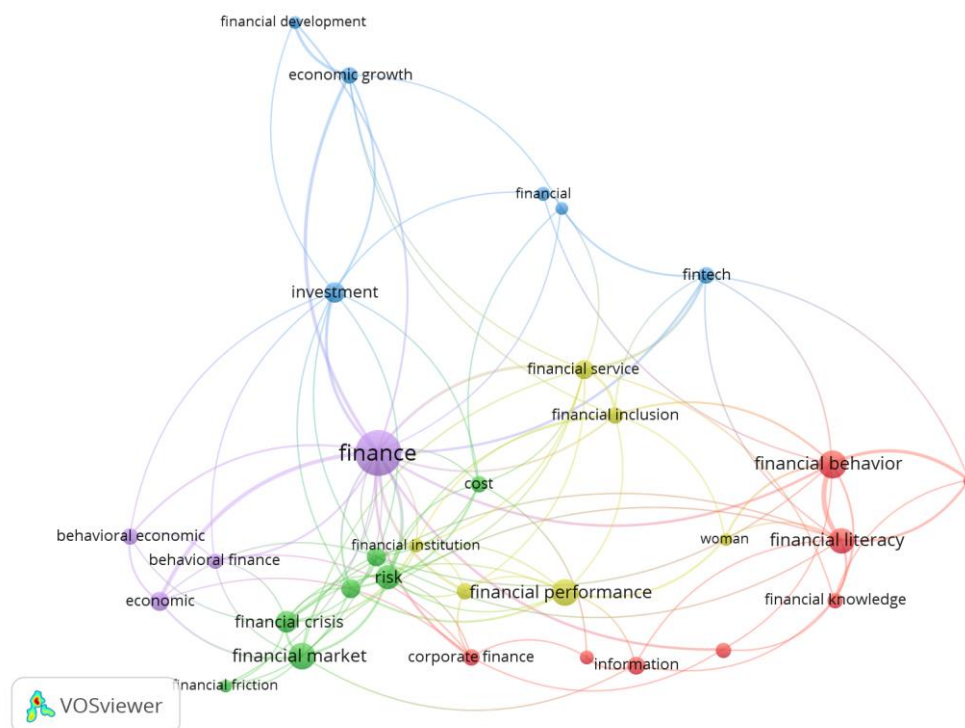 financial development
economic growth
financial
fintech
investment
financial service
financial inclusion
finance
financial behavior
cost
behavioral economic
financial institution
woman
financial literacy
behavioral finance
risk
economic
financial performance
financial knowledge
financial crisis
financial market
corporate finance
information
financial friction
VOSviewer